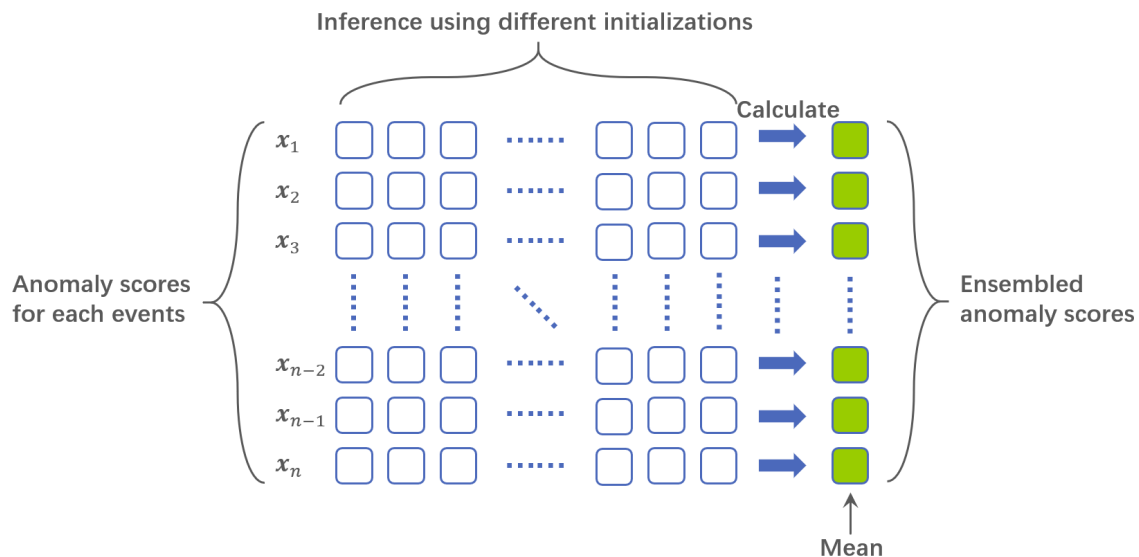 Inference using different initializations
Calculate
x₁
x₂
x₃
Anomaly scores
for each events
Ensembled
anomaly scores
xₙ₋₂
xₙ₋₁
xₙ
Mean